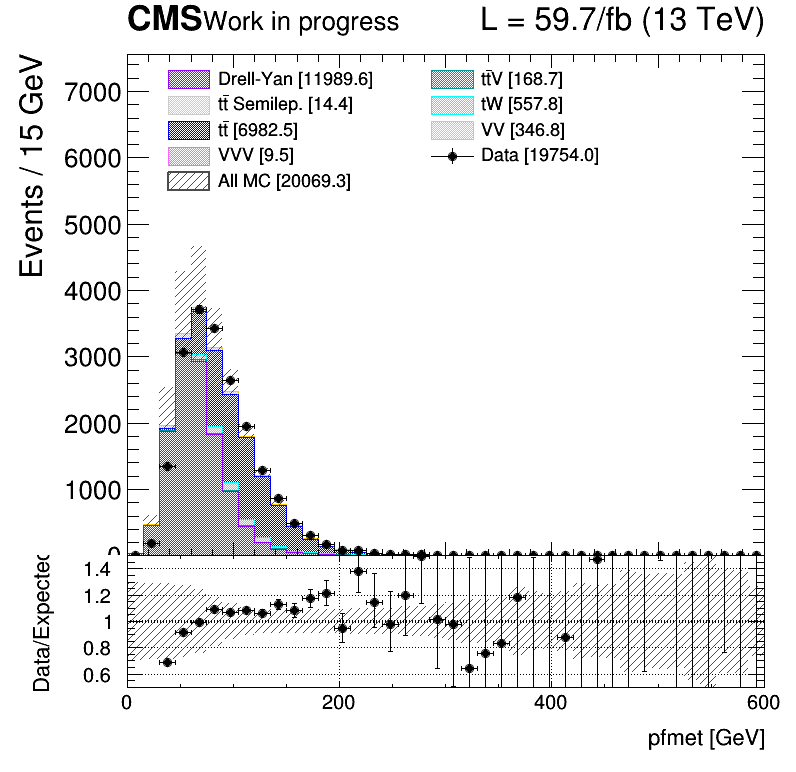 CMS Work in progress L = 59.7/fb (13 TeV)
Events / 15 GeV
7000
6000
5000
4000
3000
2000
1000
0
Drell-Yan [11989.6]
tt̄ Semilep. [14.4]
tt̄ [6982.5]
VVV [9.5]
All MC [20069.3]
tt̄V [168.7]
tW [557.8]
VV [346.8]
Data [19754.0]
Data/Expected
1.4
1.2
1
0.8
0.6
0 200 400 600
pfmet [GeV]